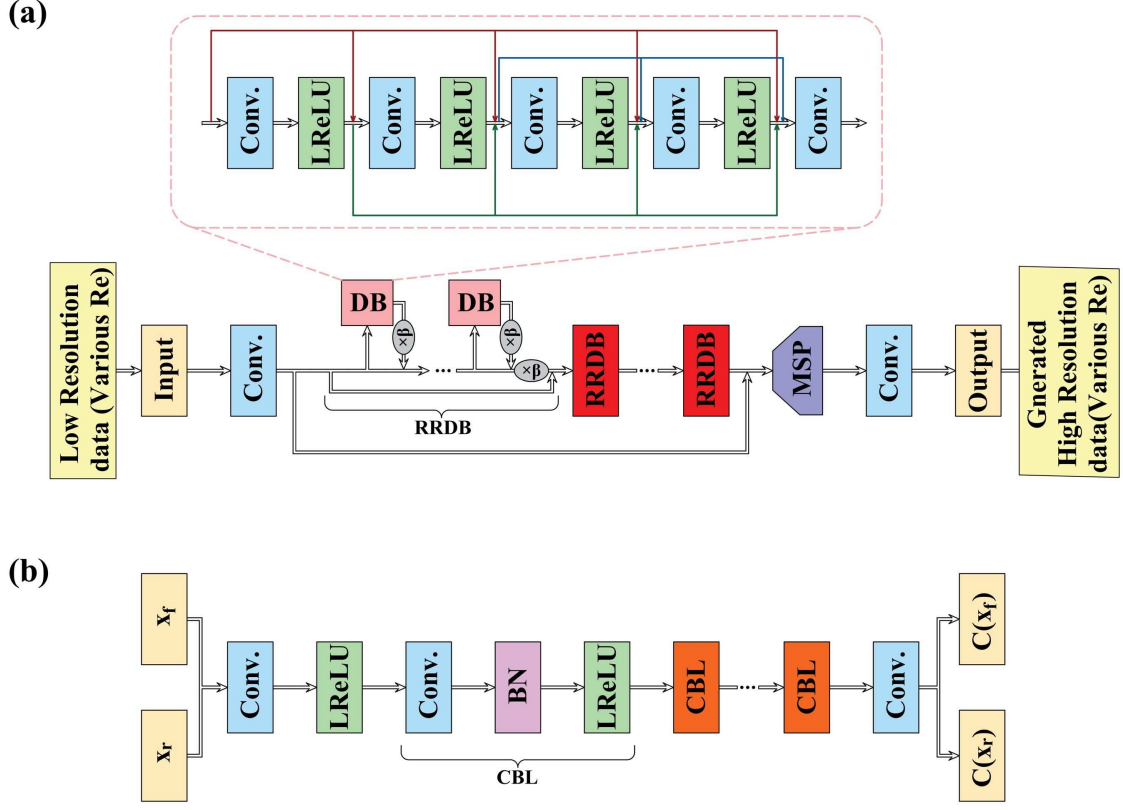 (a)
Conv.
LReLU
Conv.
LReLU
Conv.
LReLU
Conv.
LReLU
Conv.
Low Resolution
data (Various Re)
Input
Conv.
DB
×β
...
DB
×β
×β
RRDB
RRDB
...
RRDB
MSP
Conv.
Output
Gnerated
High Resolution
data(Various Re)
(b)
x_f
x_r
Conv.
LReLU
Conv.
BN
LReLU
CBL
CBL
...
CBL
Conv.
C(x_f)
C(x_r)